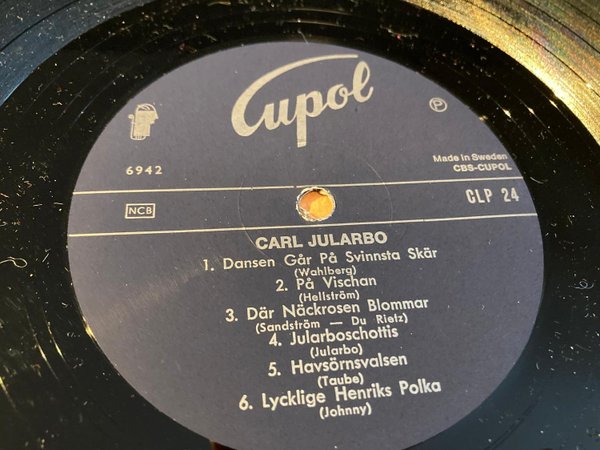 Cupol
Ⓟ
6942
Made in Sweden
CBS-CUPOL
NCB
CLP 24
CARL JULARBO
1. Dansen Går På Svinnsta Skär
(Wahlberg)
2. På Vischan
(Hellström)
3. Där Näckrosen Blommar
(Sandström — Du Rietz)
4. Jularboschottis
(Jularbo)
5. Havsörnsvalsen
(Taube)
6. Lycklige Henriks Polka
(Johnny)